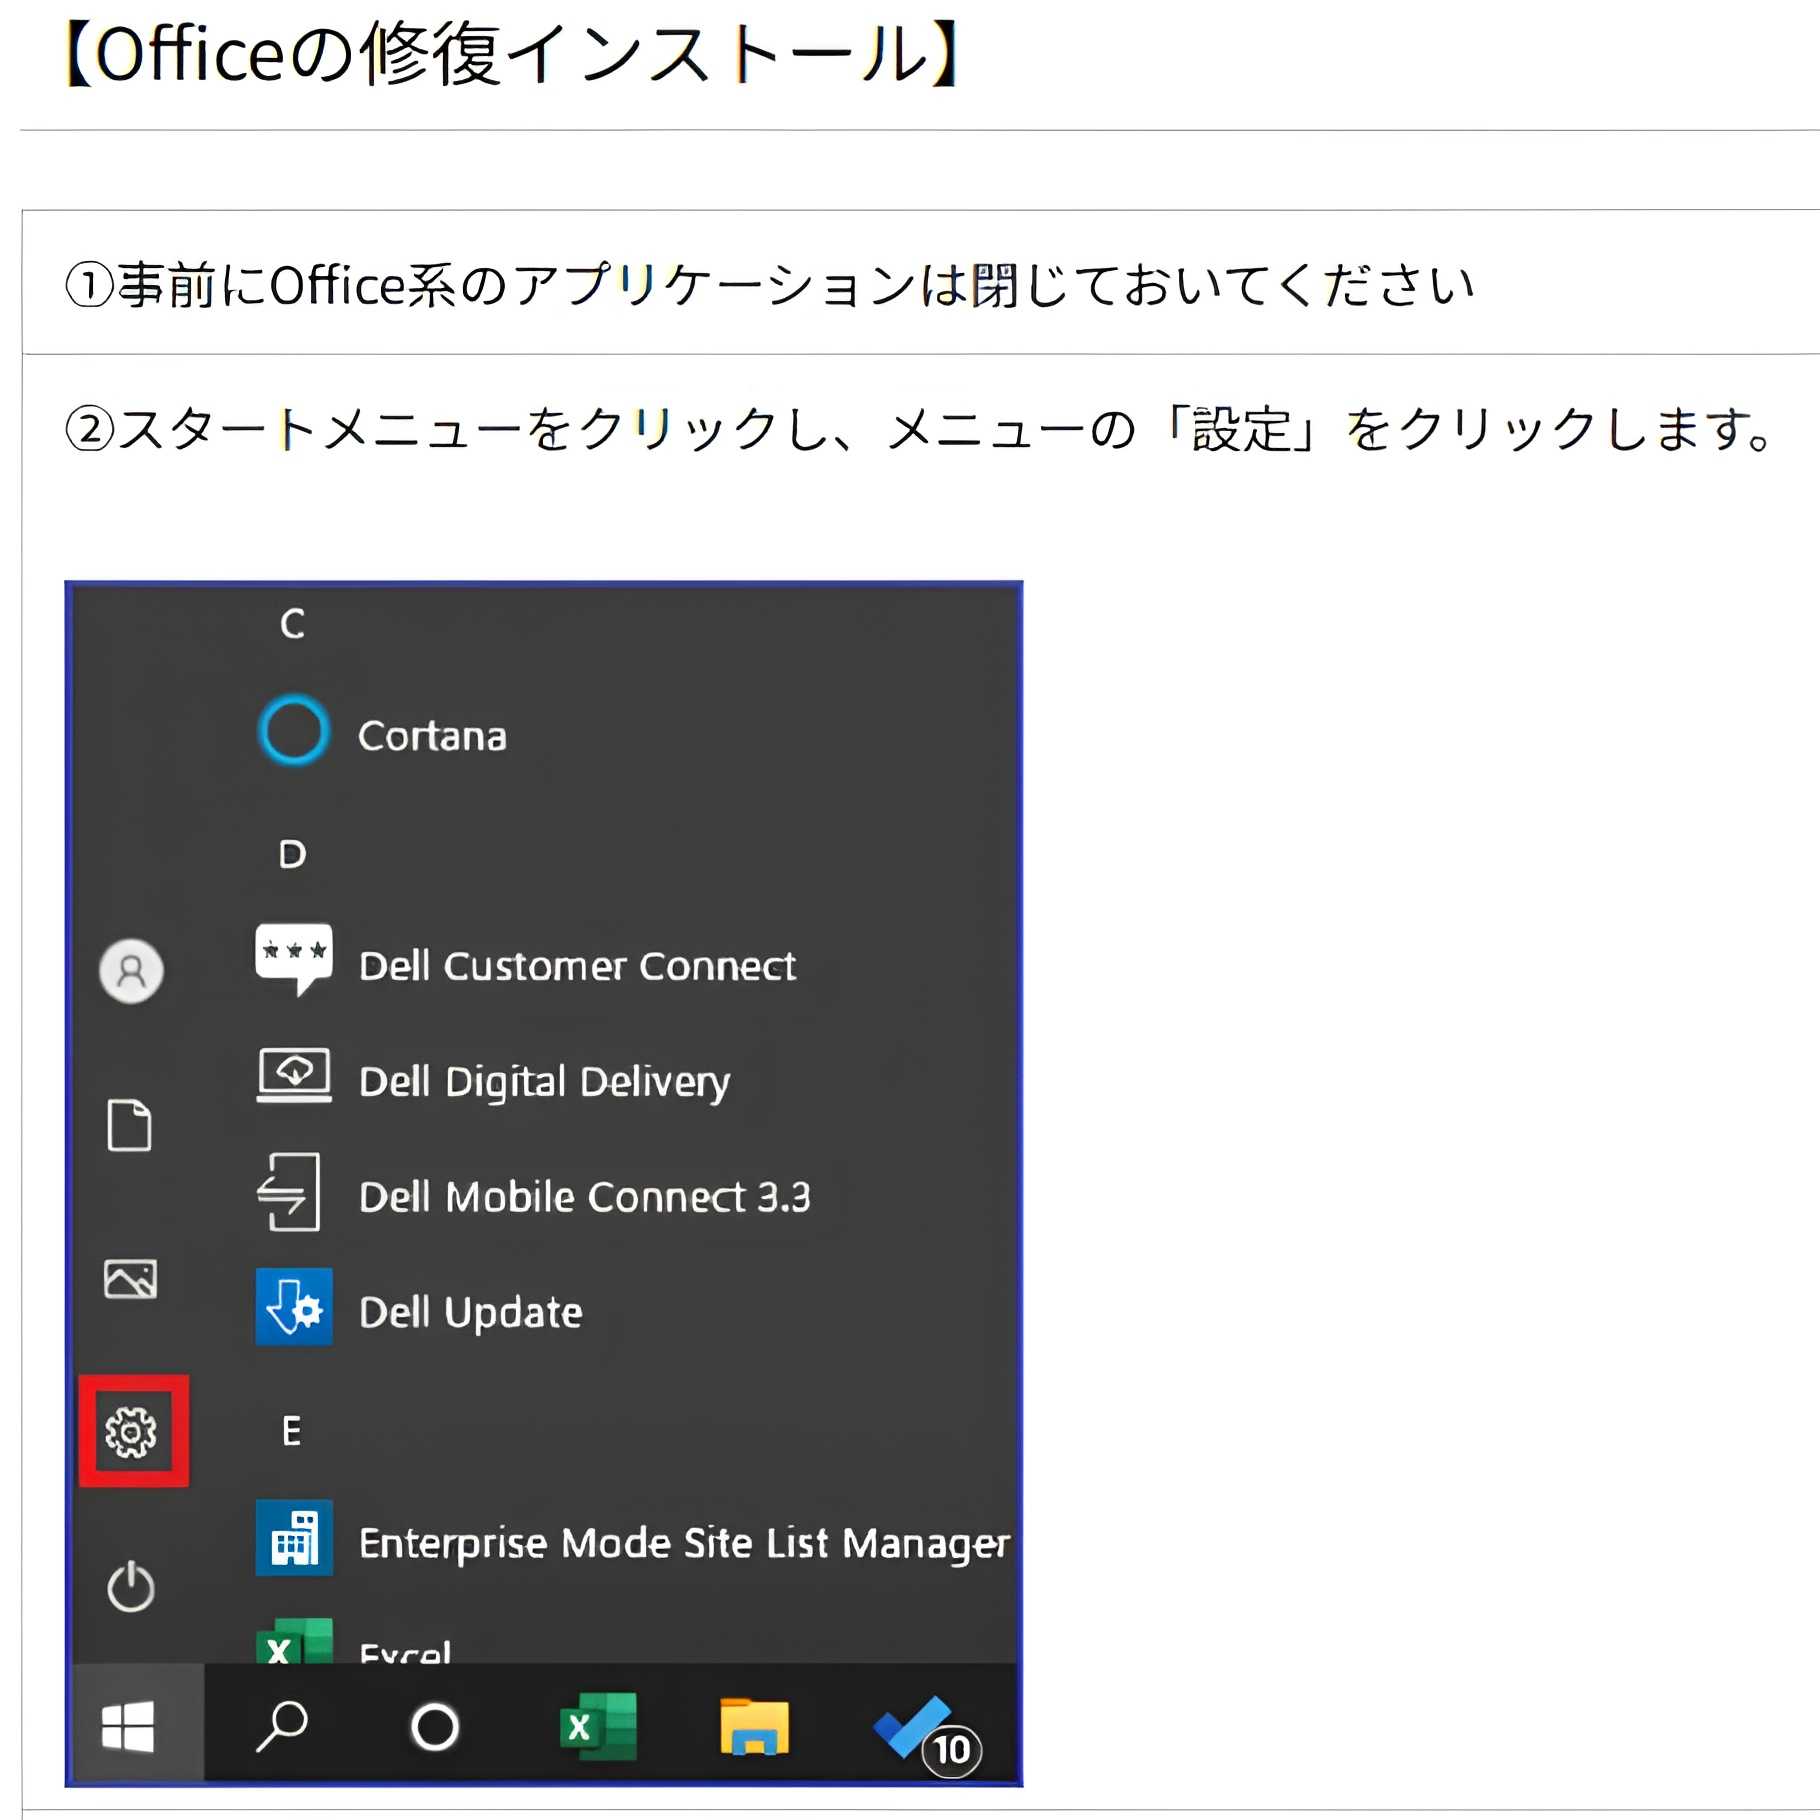 【Officeの修復インストール】
①事前にOffice系のアプリケーションは閉じておいてください
②スタートメニューをクリックし、メニューの「設定」をクリックします。
C
Cortana
D
Dell Customer Connect
Dell Digital Delivery
Dell Mobile Connect 3.3
Dell Update
E
Enterprise Mode Site List Manager
Excel
10